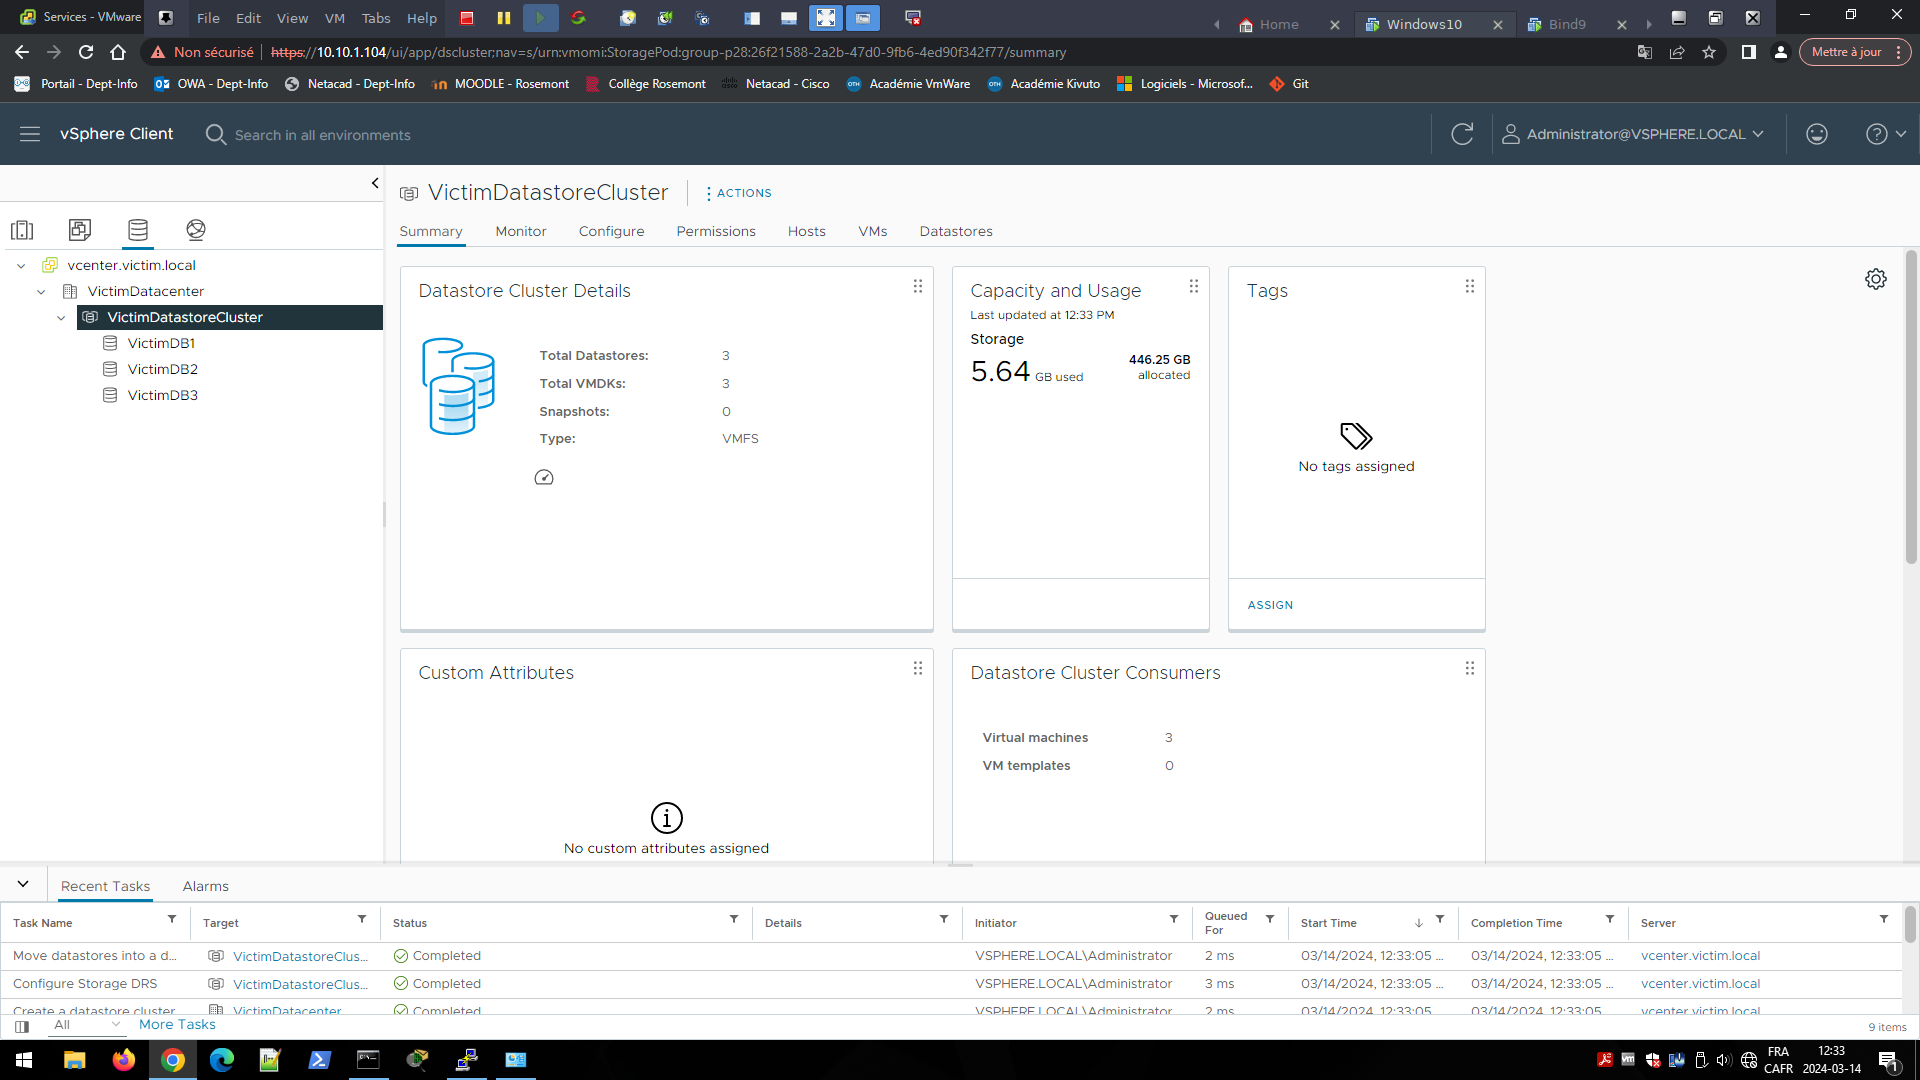 Services - VMware
File Edit View VM Tabs Help
Home
Windows10
Bind9
Non sécurisé https://10.10.1.104/ui/app/dscluster;nav=s/urn:vmomi:StoragePod:group-p28:26f21588-2a2b-47d0-9fb6-4ed90f342f77/summary
Mettre à jour
Portail - Dept-Info OWA - Dept-Info Netacad - Dept-Info MOODLE - Rosemont Collège Rosemont Netacad - Cisco Académie VmWare Académie Kivuto Logiciels - Microsof... Git
vSphere Client Search in all environments Administrator@VSPHERE.LOCAL
VictimDatastoreCluster ACTIONS
Summary Monitor Configure Permissions Hosts VMs Datastores
vcenter.victim.local
VictimDatacenter
VictimDatastoreCluster
VictimDB1
VictimDB2
VictimDB3
Datastore Cluster Details
Total Datastores: 3
Total VMDKs: 3
Snapshots: 0
Type: VMFS
Capacity and Usage
Last updated at 12:33 PM
Storage
5.64 GB used
446.25 GB
allocated
Tags
No tags assigned
ASSIGN
Custom Attributes
No custom attributes assigned
Datastore Cluster Consumers
Virtual machines 3
VM templates 0
Recent Tasks Alarms
Task Name Target Status Details Initiator Queued For Start Time Completion Time Server
Move datastores into a d... VictimDatastoreClus... Completed VSPHERE.LOCAL\Administrator 2 ms 03/14/2024, 12:33:05 ... 03/14/2024, 12:33:05 ... vcenter.victim.local
Configure Storage DRS VictimDatastoreClus... Completed VSPHERE.LOCAL\Administrator 3 ms 03/14/2024, 12:33:05 ... 03/14/2024, 12:33:05 ... vcenter.victim.local
Create a datastore cluster VictimDatacenter Completed VSPHERE.LOCAL\Administrator 2 ms 03/14/2024, 12:33:05 ... 03/14/2024, 12:33:05 ... vcenter.victim.local
All More Tasks
9 items
FRA
CAFR
12:33
2024-03-14
1